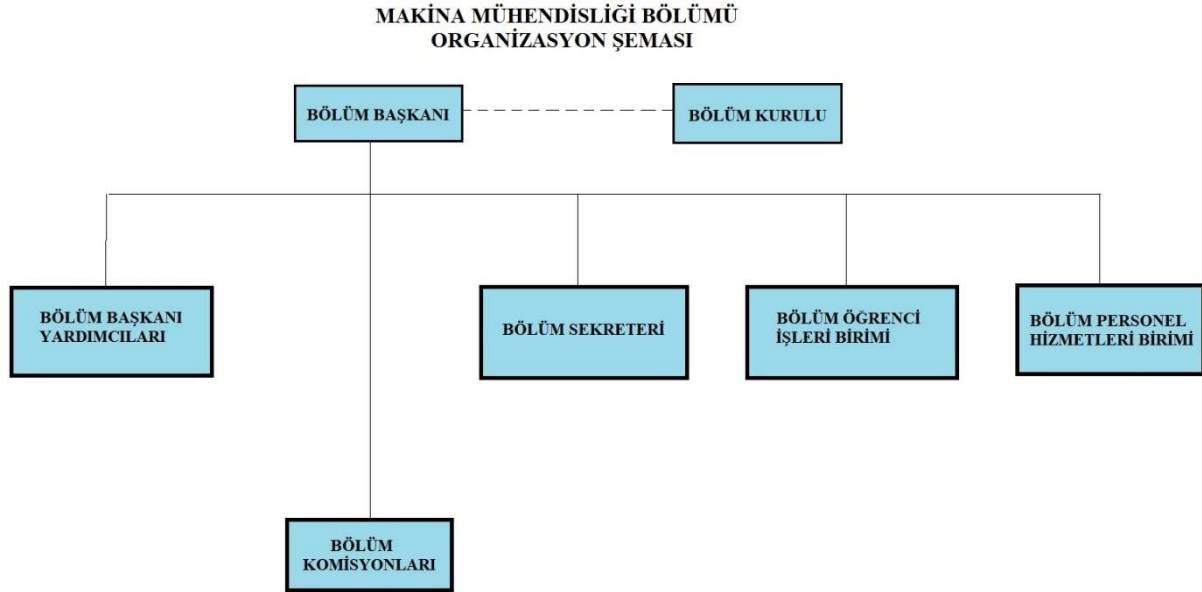 MAKİNA MÜHENDİSLİĞİ BÖLÜMÜ
ORGANİZASYON ŞEMASI
BÖLÜM BAŞKANI
BÖLÜM KURULU
BÖLÜM BAŞKANI
YARDIMCILARI
BÖLÜM SEKRETERİ
BÖLÜM ÖĞRENCİ
İŞLERİ BİRİMİ
BÖLÜM PERSONEL
HİZMETLERİ BİRİMİ
BÖLÜM
KOMİSYONLARI